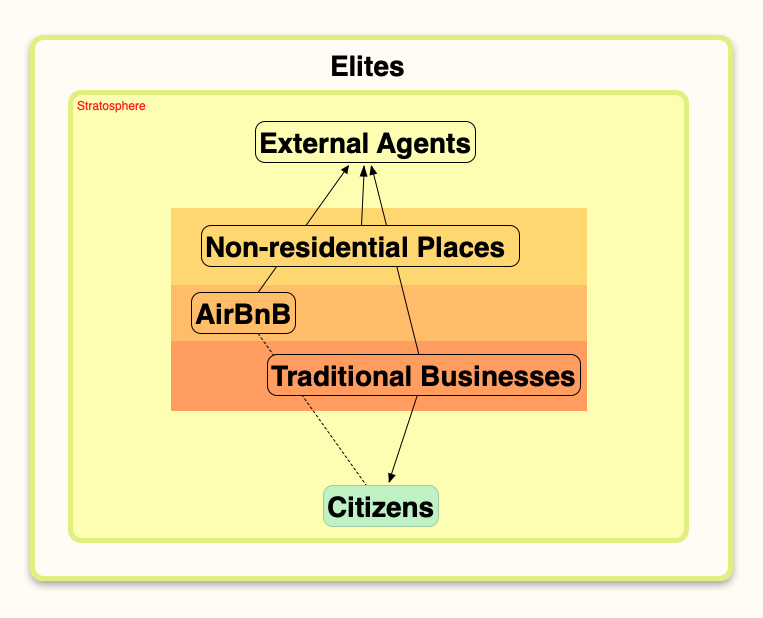 Elites
Stratosphere
External Agents
Non-residential Places
AirBnB
Traditional Businesses
Citizens